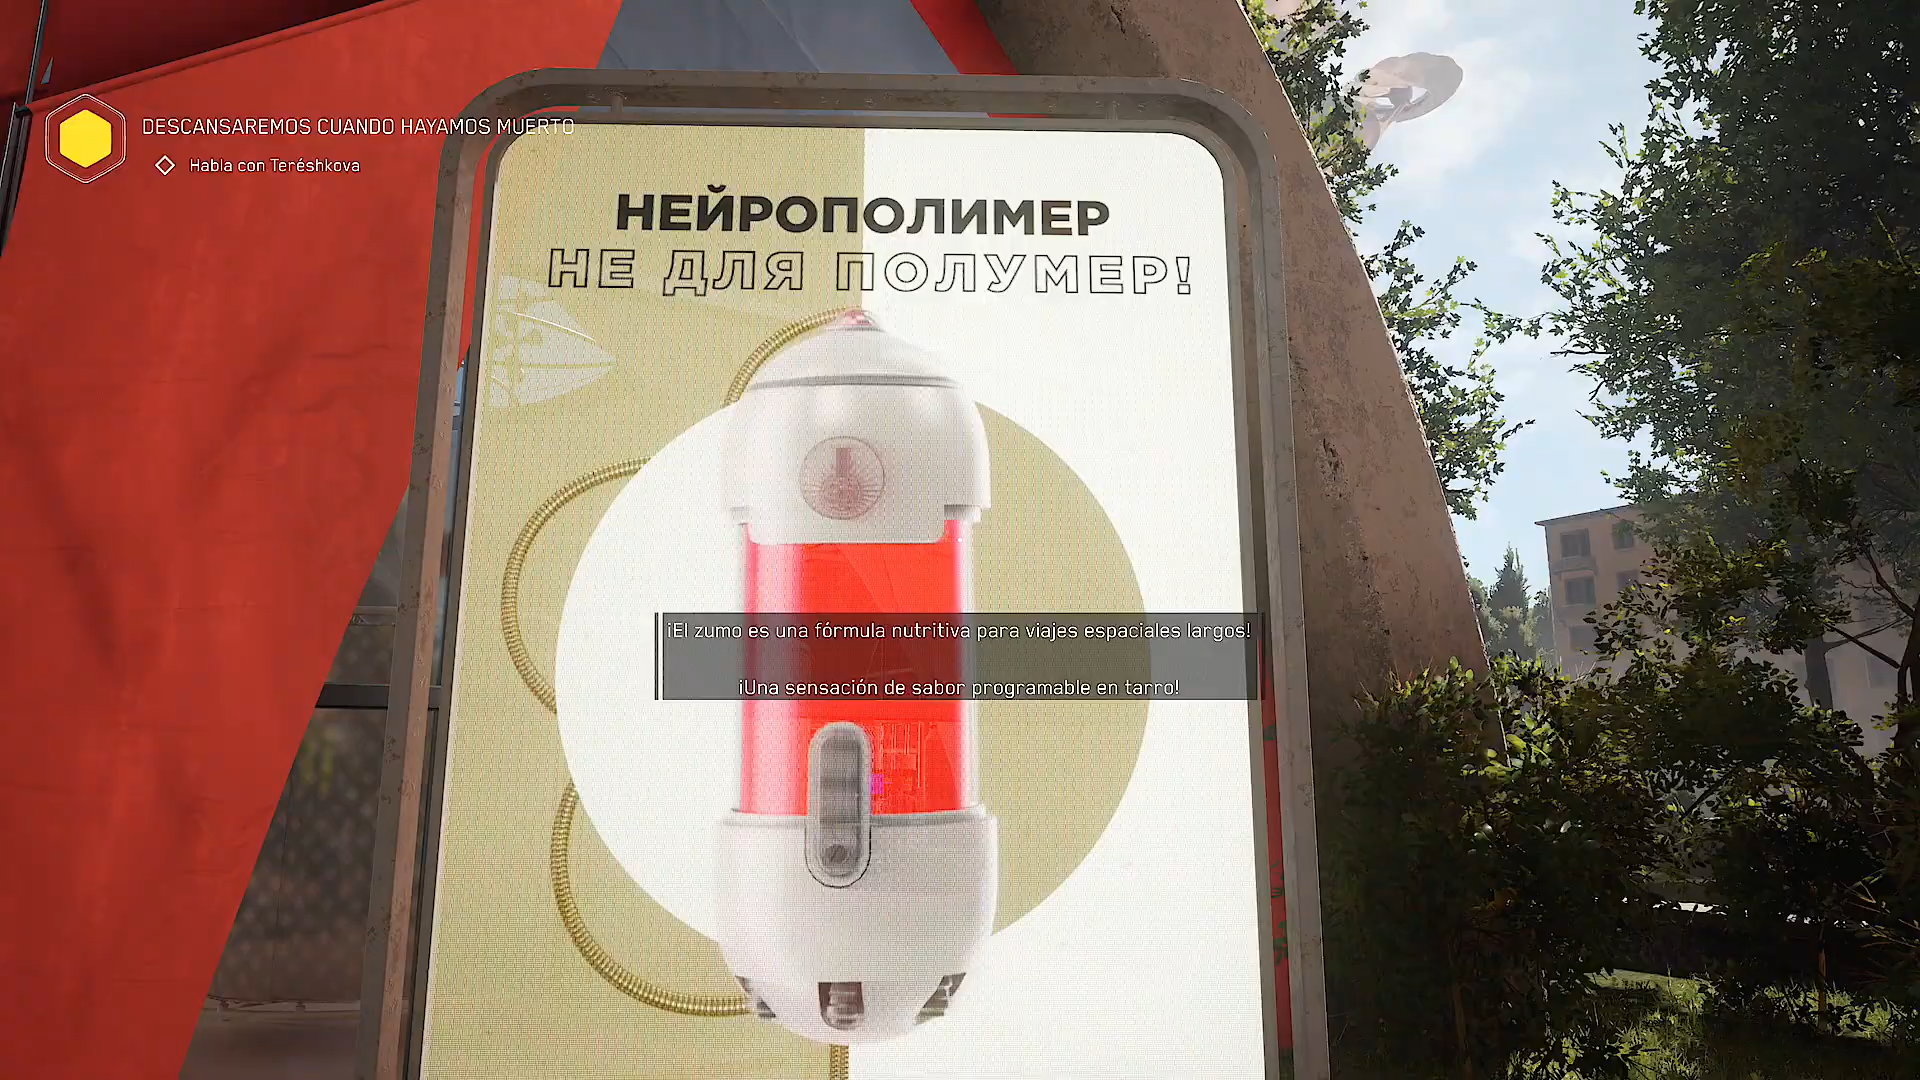 DESCANSAREMOS CUANDO HAYAMOS MUERTO
Habla con Teréshkova
НЕЙРОПОЛИМЕР
НЕ ДЛЯ ПОЛУМЕР!
¡El zumo es una fórmula nutritiva para viajes espaciales largos!
¡Una sensación de sabor programable en tarro!